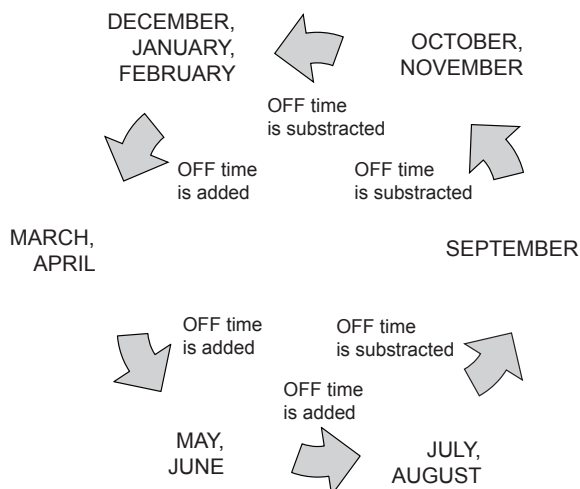 DECEMBER,
JANUARY,
FEBRUARY
OCTOBER,
NOVEMBER
OFF time
is substracted
OFF time
is added
OFF time
is substracted
MARCH,
APRIL
SEPTEMBER
OFF time
is added
OFF time
is substracted
OFF time
is added
MAY,
JUNE
JULY,
AUGUST